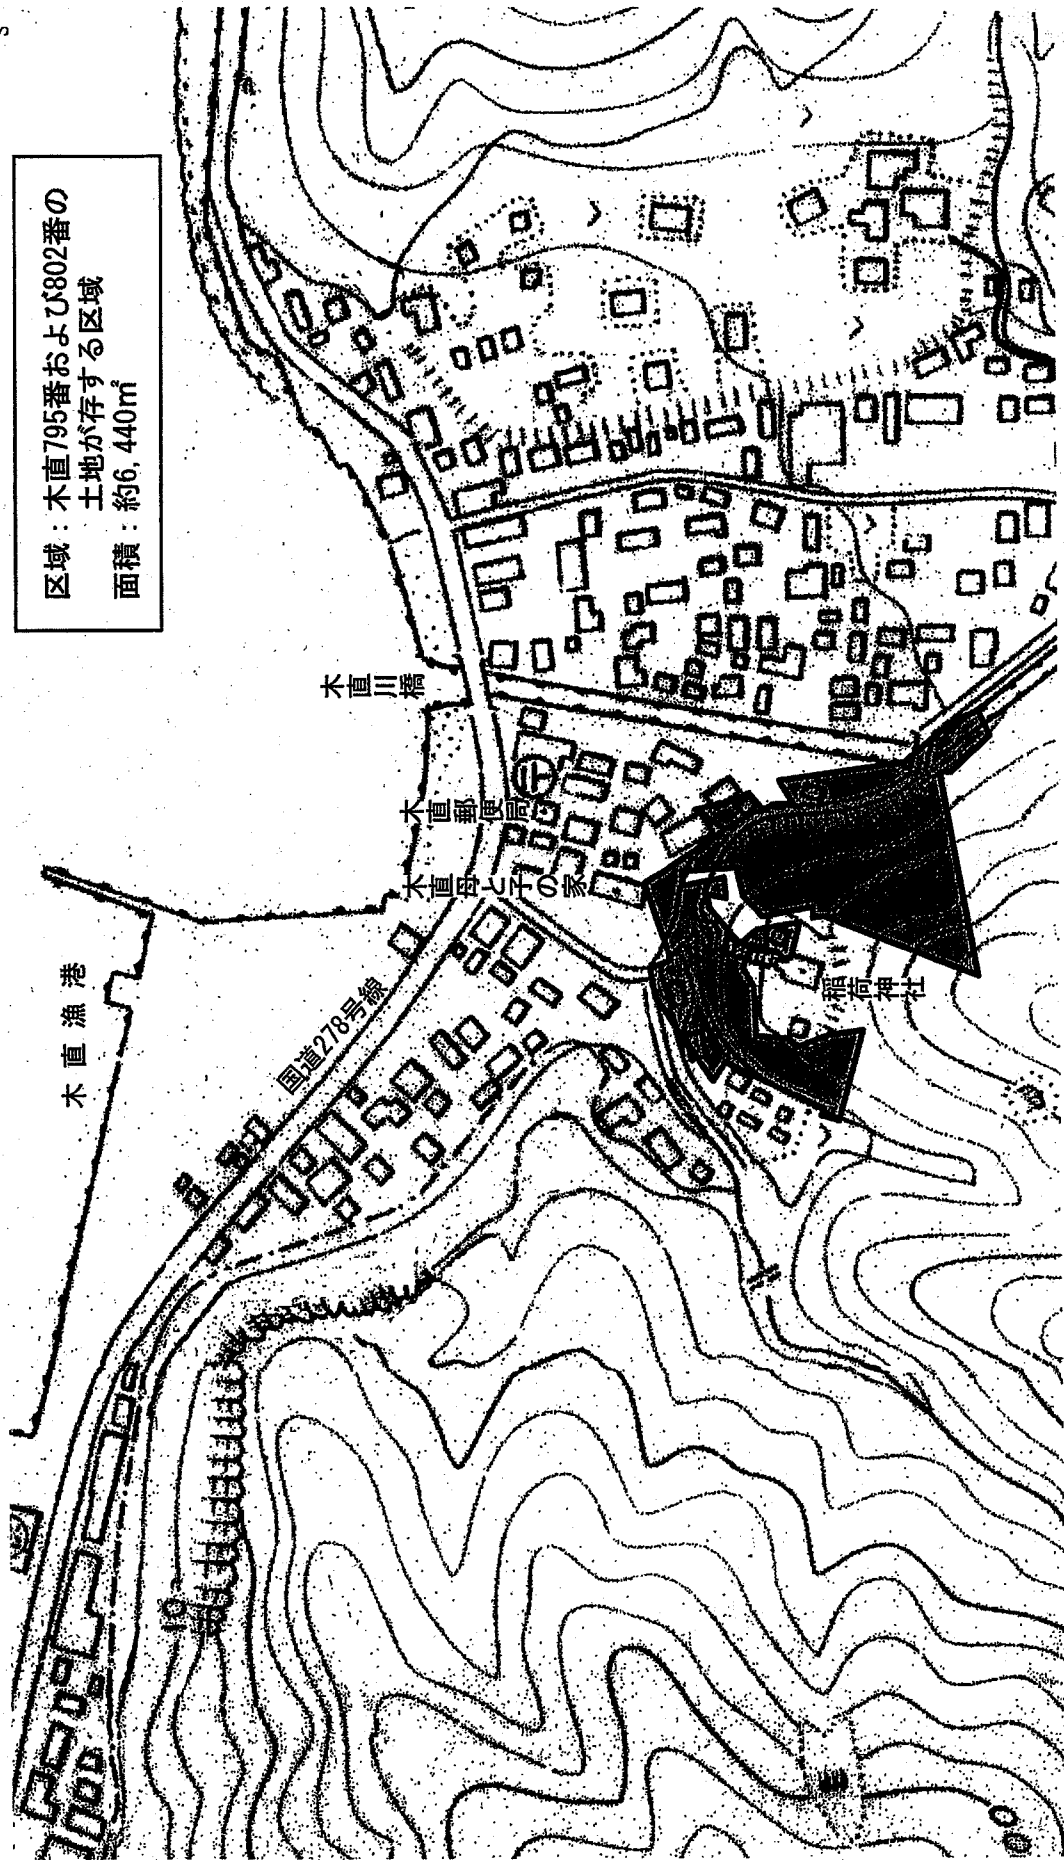 区域：木直795番および802番の
土地が存する区域
面積：約6,440㎡
木直川橋
木直郵便局
木直母と子の家
木直漁港
国道278号線
稲荷神社